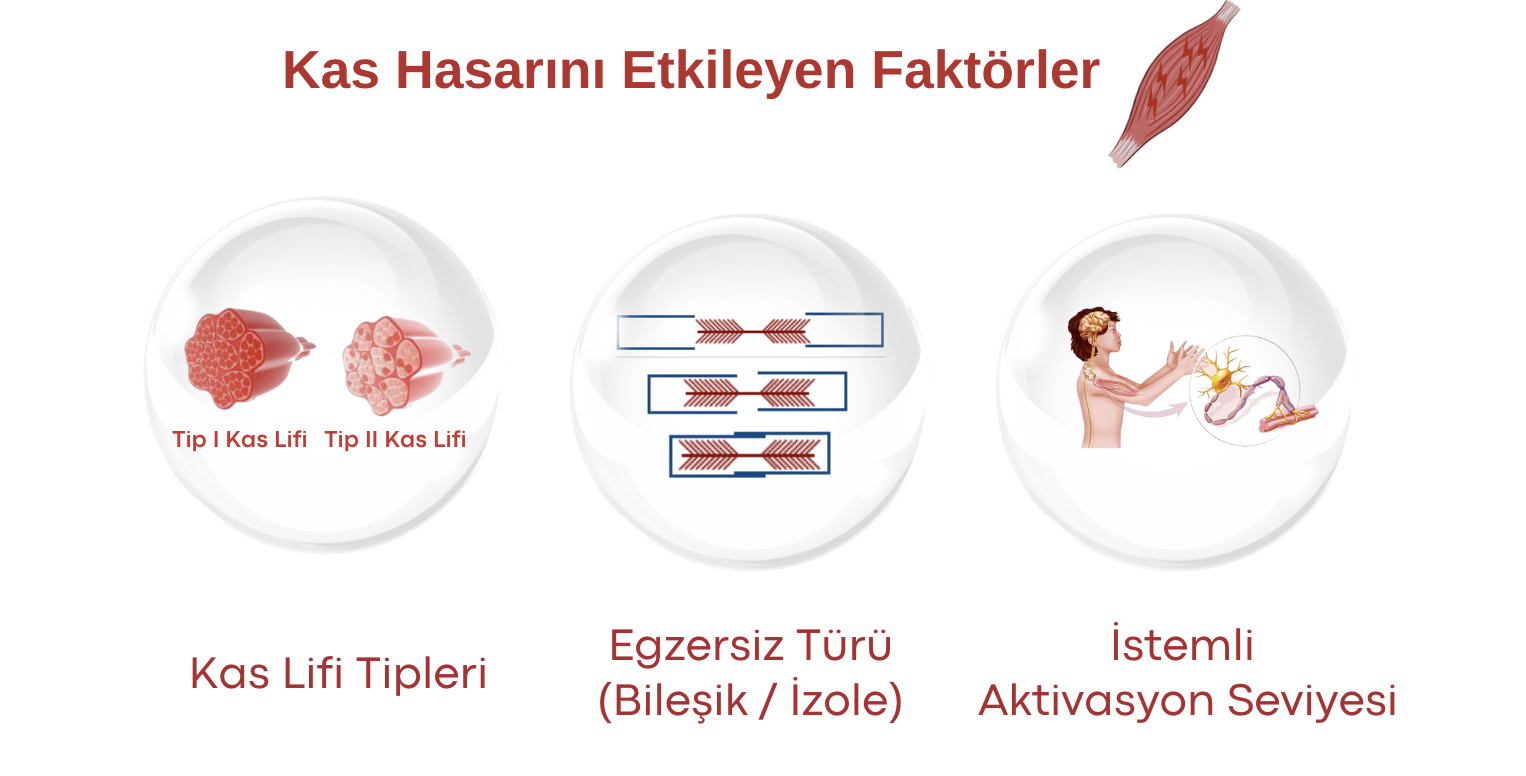 Kas Hasarını Etkileyen Faktörler
Tip I Kas Lifi
Tip II Kas Lifi
Kas Lifi Tipleri
Egzersiz Türü
(Bileşik / İzole)
İstemli
Aktivasyon Seviyesi